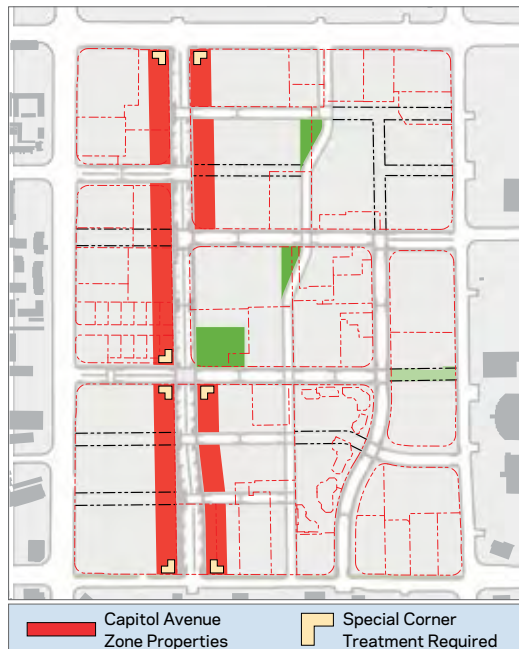 Capitol Avenue
Zone Properties
Special Corner
Treatment Required